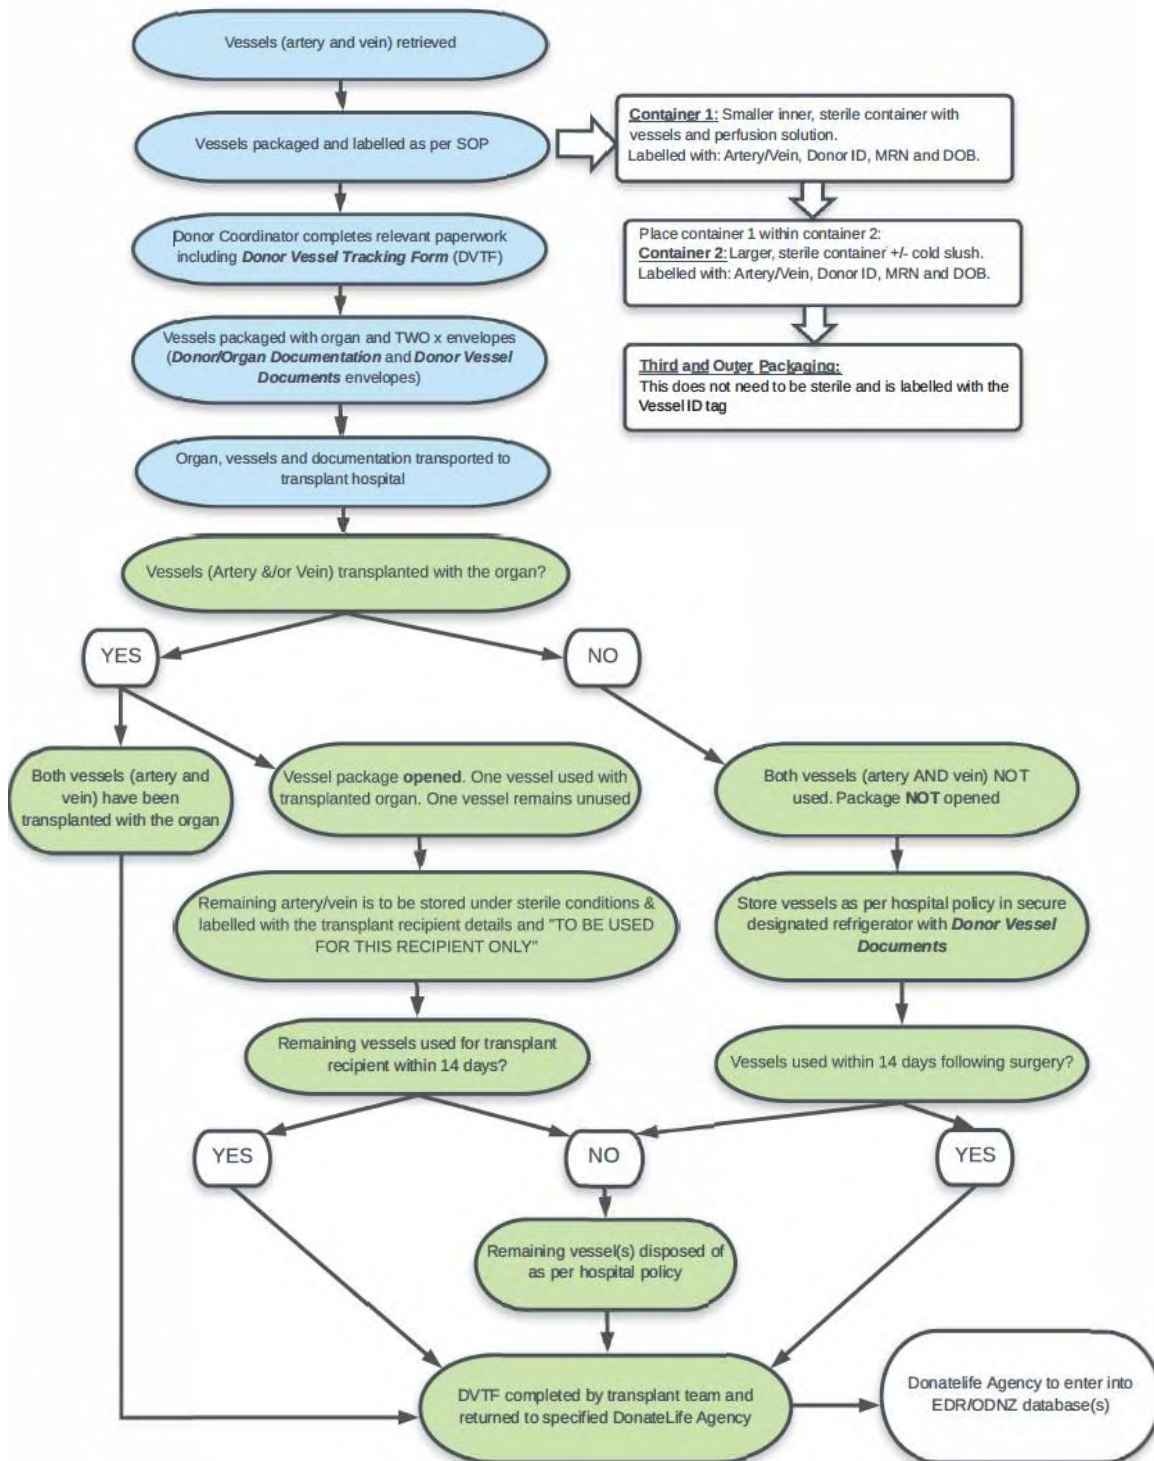 Vessels (artery and vein) retrieved
Vessels packaged and labelled as per SOP
Container 1: Smaller inner, sterile container with
vessels and perfusion solution.
Labelled with: Artery/Vein, Donor ID, MRN and DOB.
Donor Coordinator completes relevant paperwork
including Donor Vessel Tracking Form (DVTF)
Place container 1 within container 2:
Container 2: Larger, sterile container +/- cold slush.
Labelled with: Artery/Vein, Donor ID, MRN and DOB.
Vessels packaged with organ and TWO x envelopes
(Donor/Organ Documentation and Donor Vessel
Documents envelopes)
Third and Outer Packaging:
This does not need to be sterile and is labelled with the
Vessel ID tag
Organ, vessels and documentation transported to
transplant hospital
Vessels (Artery &/or Vein) transplanted with the organ?
YES
NO
Both vessels (artery and
vein) have been
transplanted with the organ
Vessel package opened. One vessel used with
transplanted organ. One vessel remains unused
Both vessels (artery AND vein) NOT
used. Package NOT opened
Remaining artery/vein is to be stored under sterile conditions &
labelled with the transplant recipient details and "TO BE USED
FOR THIS RECIPIENT ONLY"
Store vessels as per hospital policy in secure
designated refrigerator with Donor Vessel
Documents
Remaining vessels used for transplant
recipient within 14 days?
Vessels used within 14 days following surgery?
YES
NO
YES
Remaining vessel(s) disposed of
as per hospital policy
DVTF completed by transplant team and
returned to specified DonateLife Agency
Donatelife Agency to enter into
EDR/ODNZ database(s)